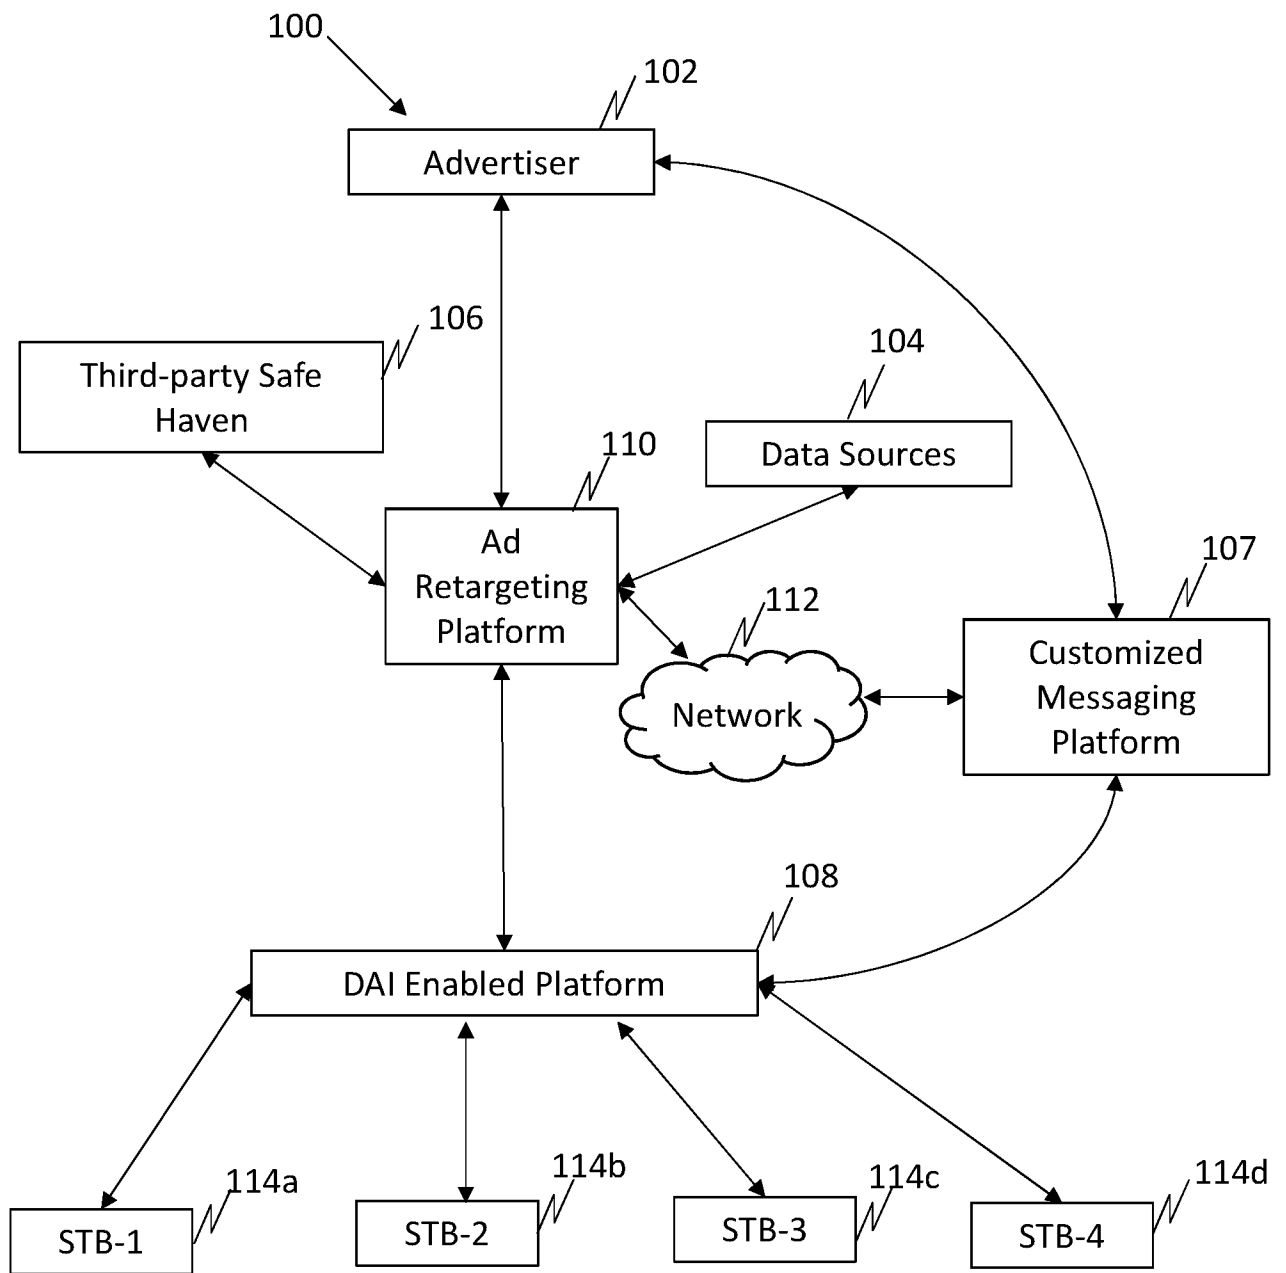 100
102
Advertiser
106
Third-party Safe
Haven
104
Data Sources
110
Ad
Retargeting
Platform
107
Customized
Messaging
Platform
112
Network
108
DAI Enabled Platform
114a
STB-1
114b
STB-2
114c
STB-3
114d
STB-4